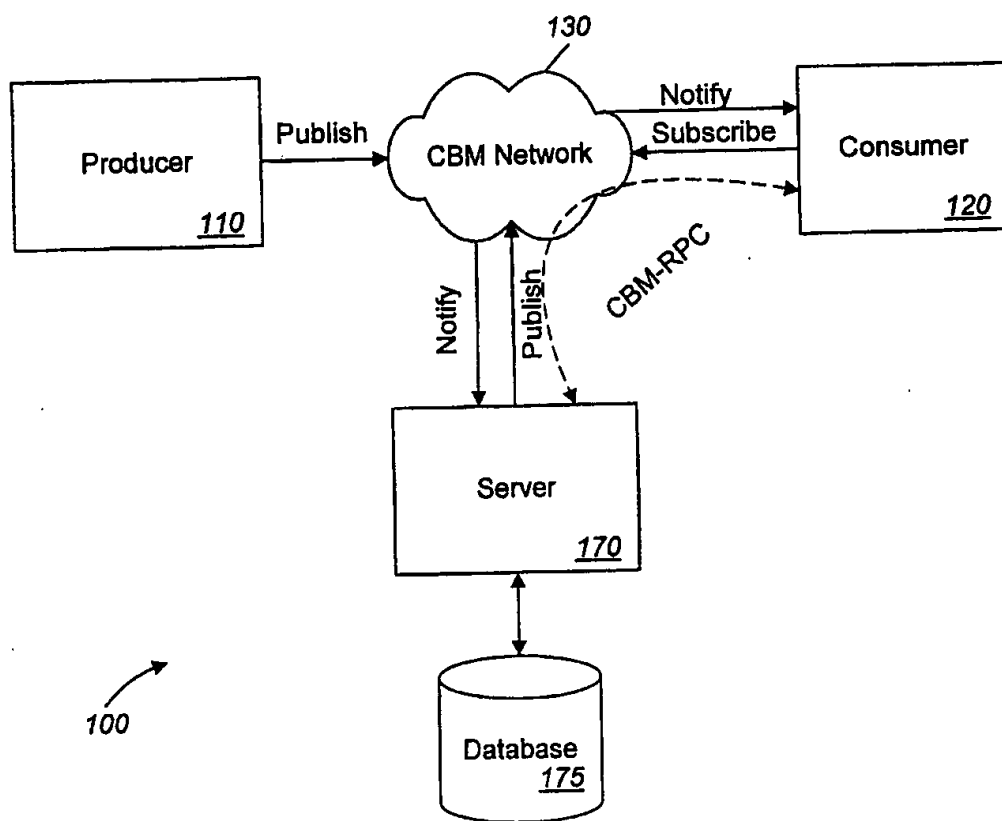 130
Notify
Publish
Subscribe
Producer
CBM Network
Consumer
110
120
CBM-RPC
Notify
Publish
Server
170
100
Database
175